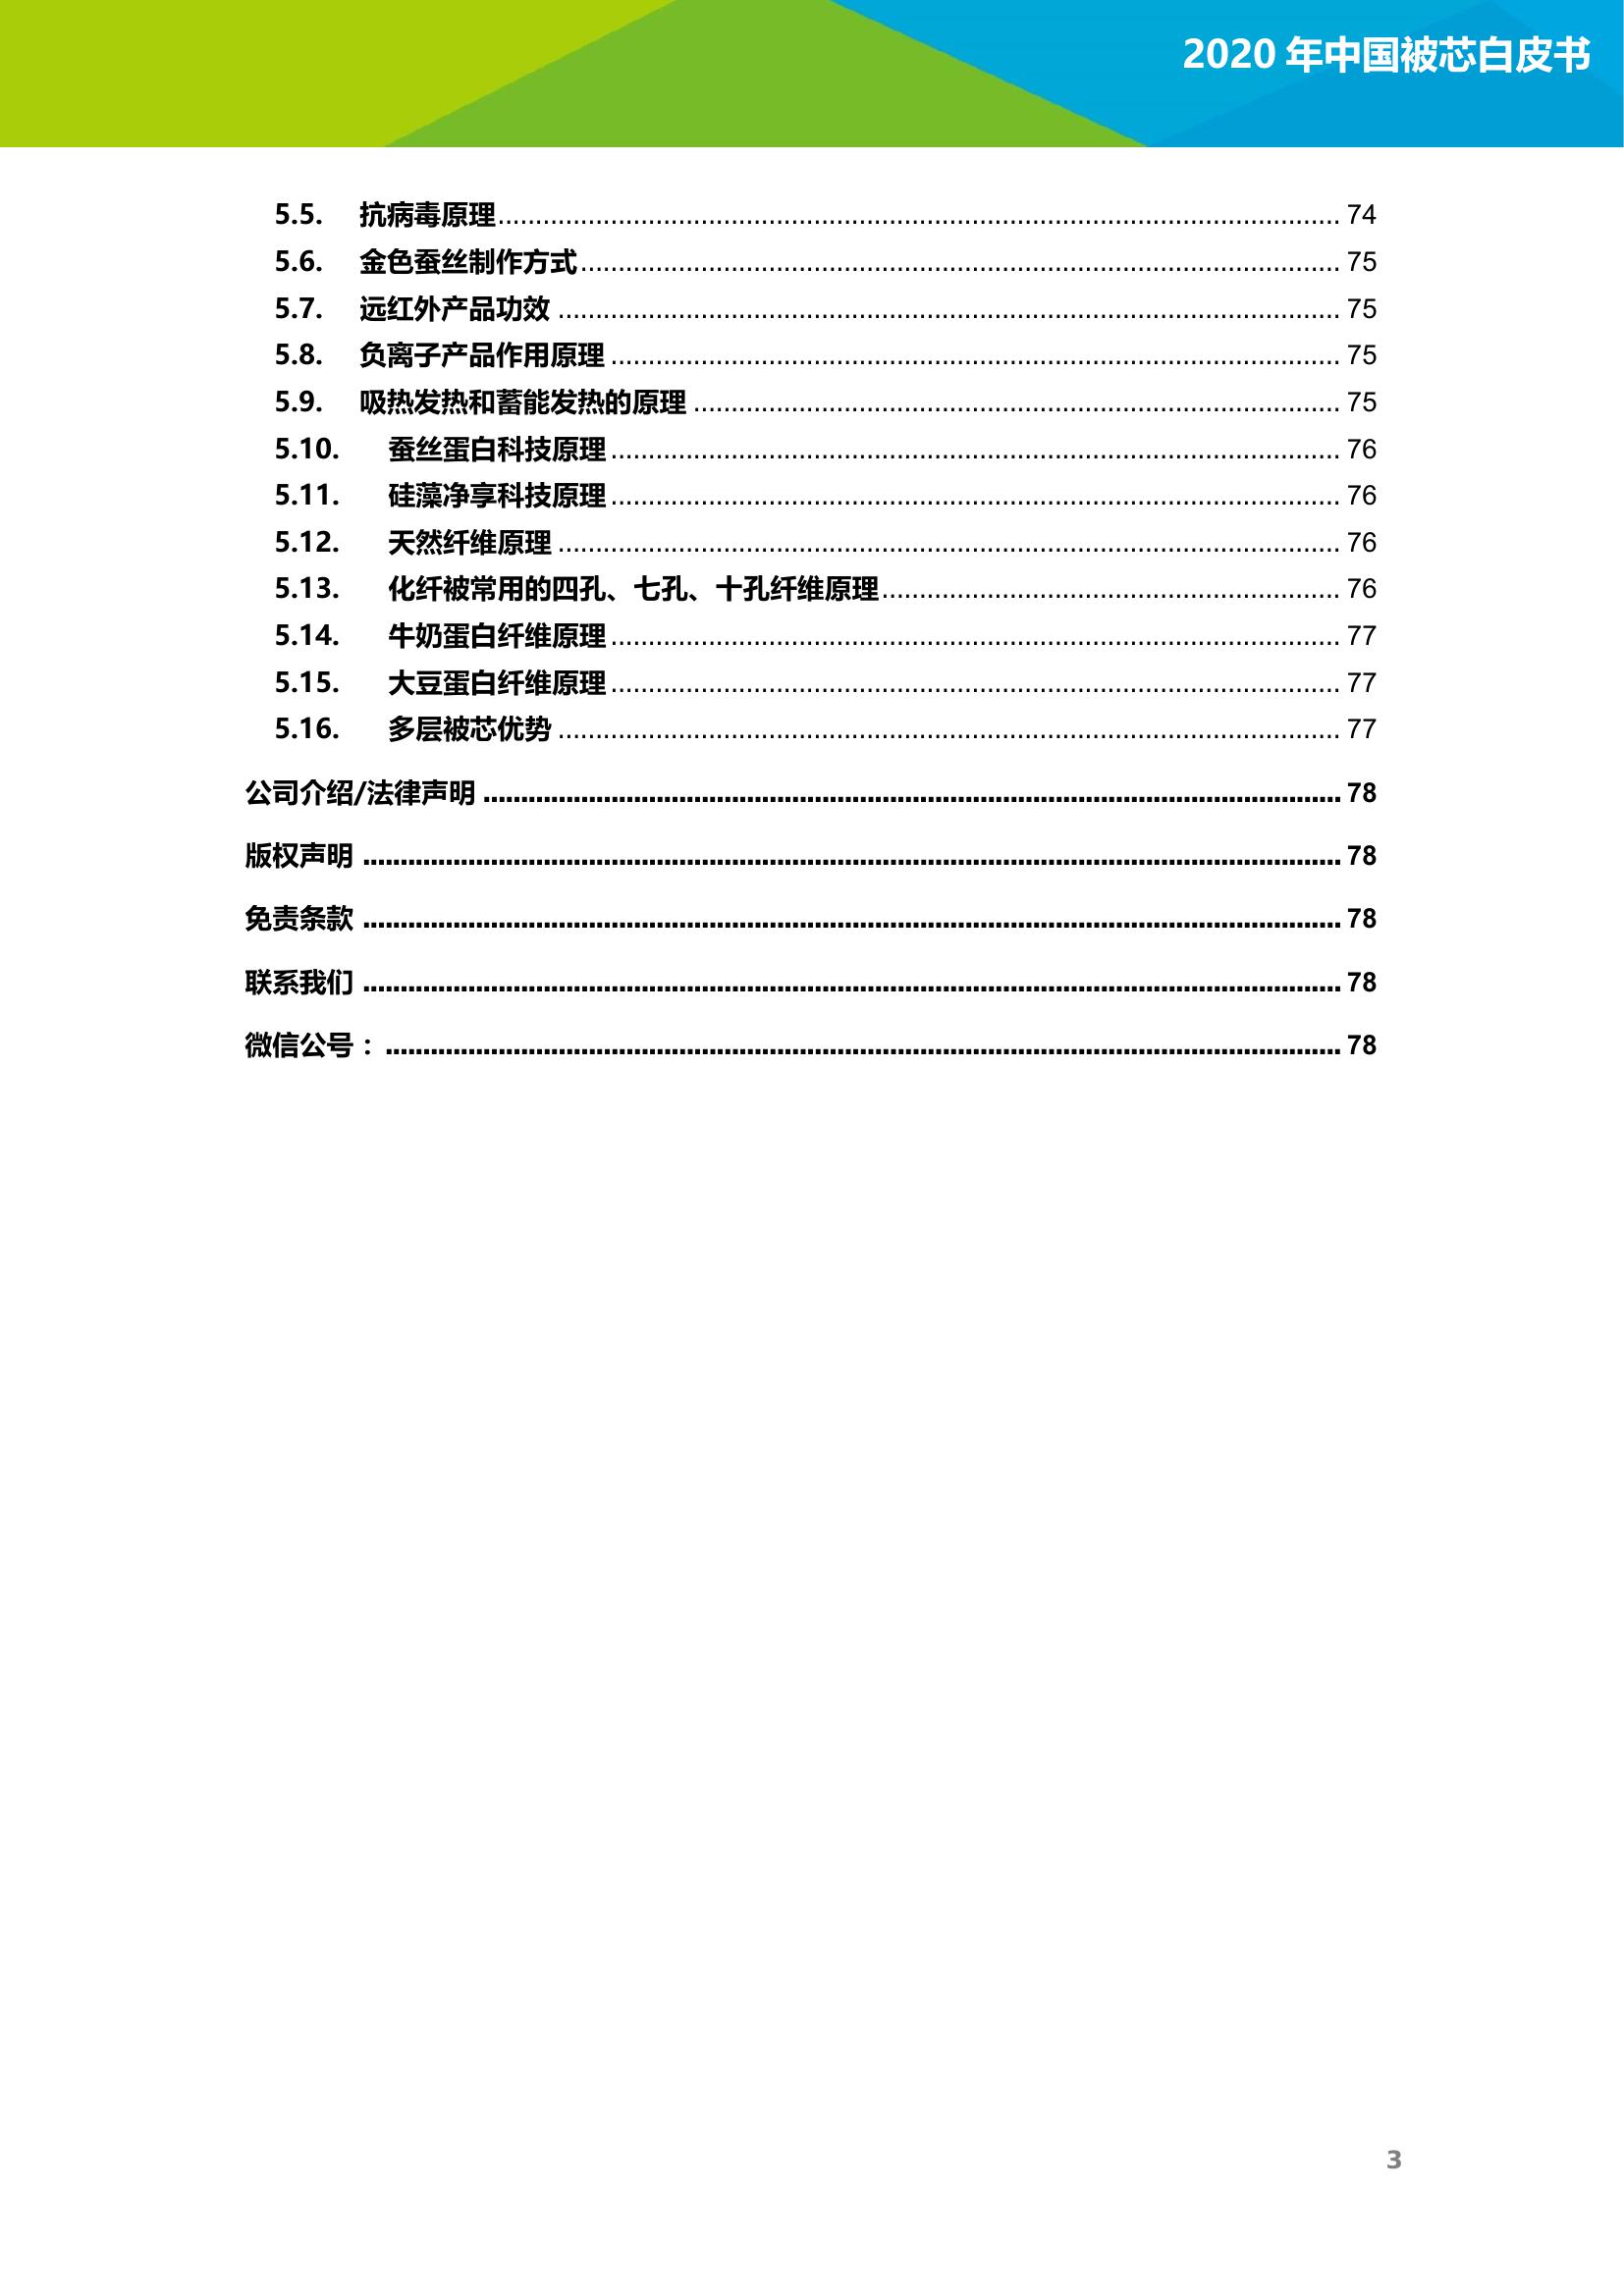 2020 年中国被芯白皮书
5.5. 抗病毒原理........ 74
5.6. 金色蚕丝制作方式........ 75
5.7. 远红外产品功效........ 75
5.8. 负离子产品作用原理........ 75
5.9. 吸热发热和蓄能发热的原理........ 75
5.10. 蚕丝蛋白科技原理........ 76
5.11. 硅藻净享科技原理........ 76
5.12. 天然纤维原理........ 76
5.13. 化纤被常用的四孔、七孔、十孔纤维原理........ 76
5.14. 牛奶蛋白纤维原理........ 77
5.15. 大豆蛋白纤维原理........ 77
5.16. 多层被芯优势........ 77
公司介绍/法律声明........ 78
版权声明........ 78
免责条款........ 78
联系我们........ 78
微信公号：........ 78
3